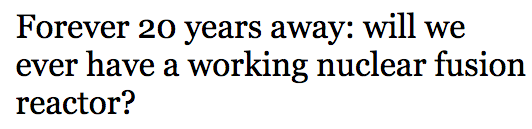 Forever 20 years away: will we
ever have a working nuclear fusion
reactor?